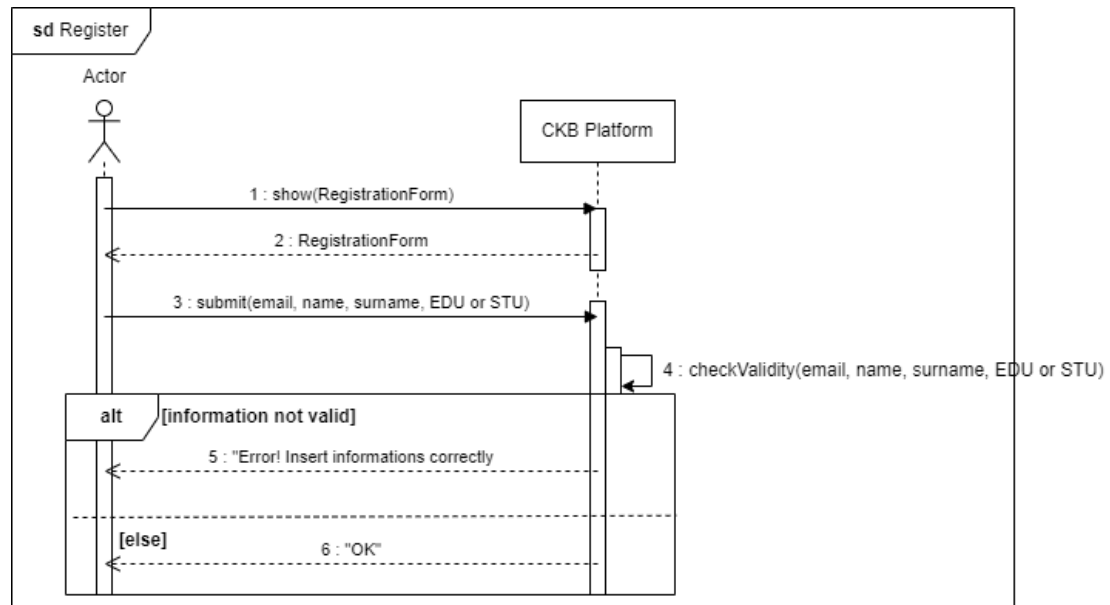 sd Register
Actor
CKB Platform
1 : show(RegistrationForm)
2 : RegistrationForm
3 : submit(email, name, surname, EDU or STU)
4 : checkValidity(email, name, surname, EDU or STU)
alt [information not valid]
5 : "Error! Insert informations correctly
[else]
6 : "OK"